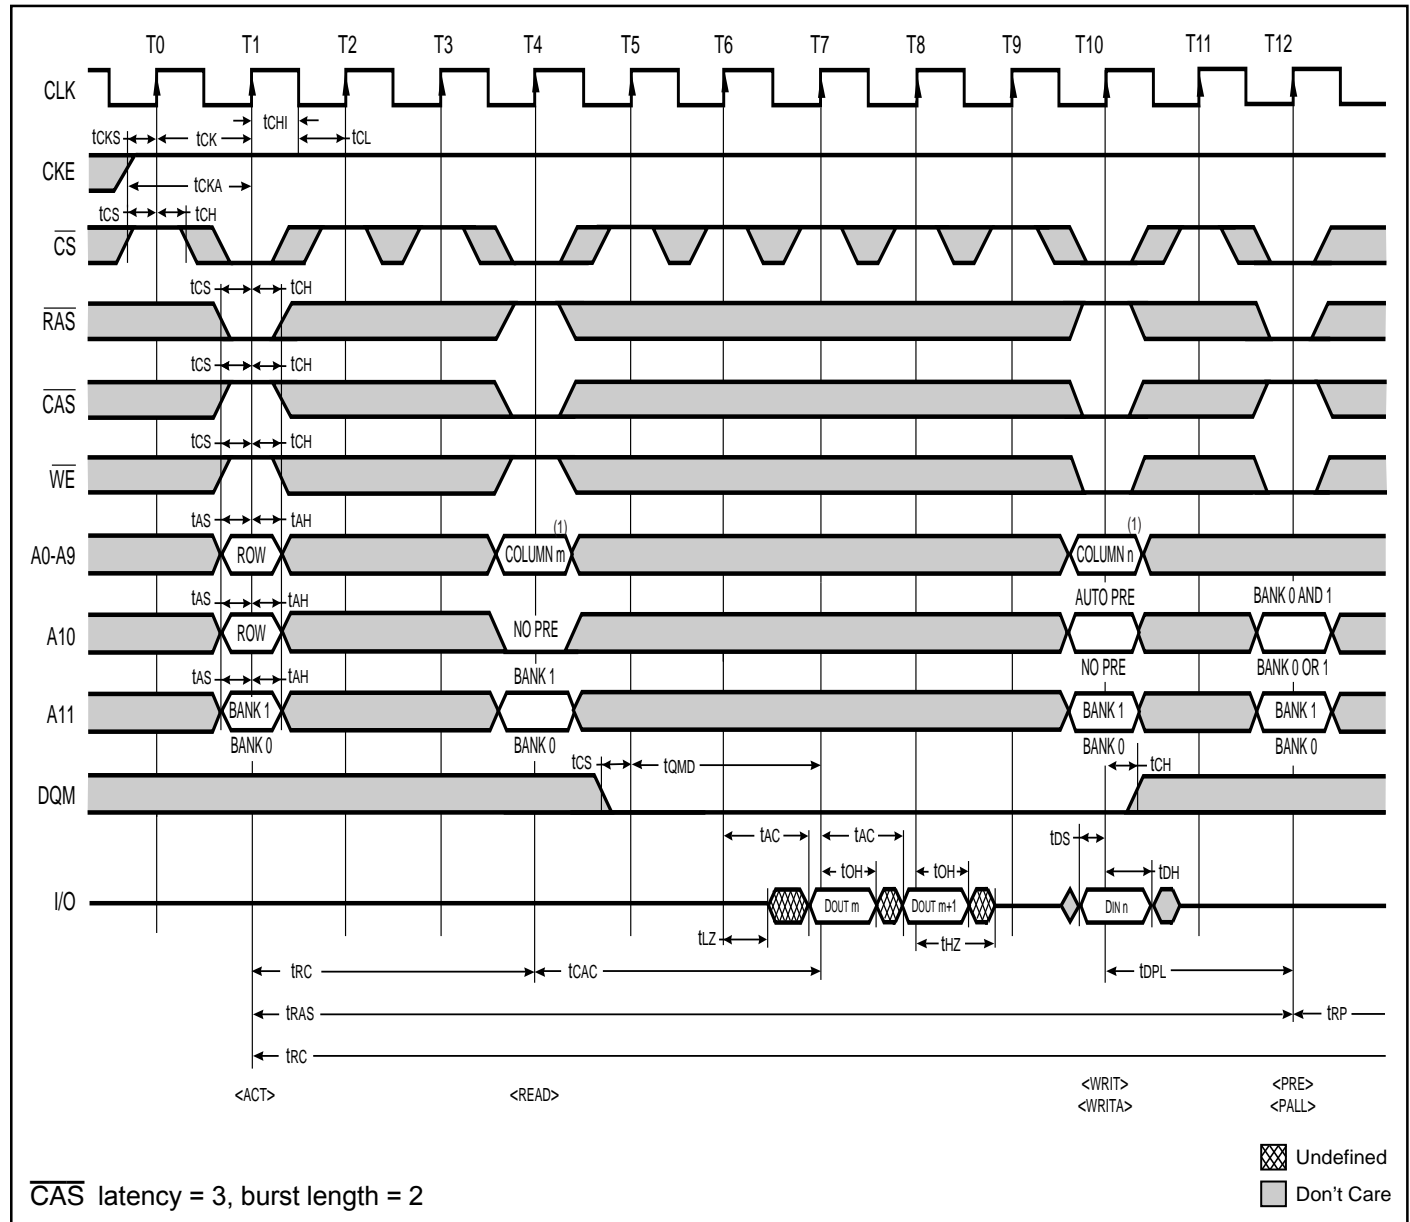 T0 T1 T2 T3 T4 T5 T6 T7 T8 T9 T10 T11 T12
CLK
tCHI
tCKS tCK tCL
CKE
tCKA
tCS tCH
CS
tCS tCH
RAS
tCS tCH
CAS
tCS tCH
WE
tAS tAH (1) (1)
A0-A9 ROW COLUMN m COLUMN n
tAS tAH AUTO PRE BANK 0 AND 1
A10 ROW NO PRE
tAS tAH BANK 1 NO PRE BANK 0 OR 1
A11 BANK 1 BANK 1 BANK 1
BANK 0 BANK 0 BANK 0 BANK 0
tCS tQMD tCH
DQM
tAC tAC tDS
tOH tOH tDH
I/O DOUT m DOUT m+1 DIN n
tLZ tHZ
tRC tCAC tDPL
tRAS tRP
tRC
<ACT> <READ> <WRIT> <PRE>
<WRITA> <PALL>
Undefined
CAS latency = 3, burst length = 2 Don't Care